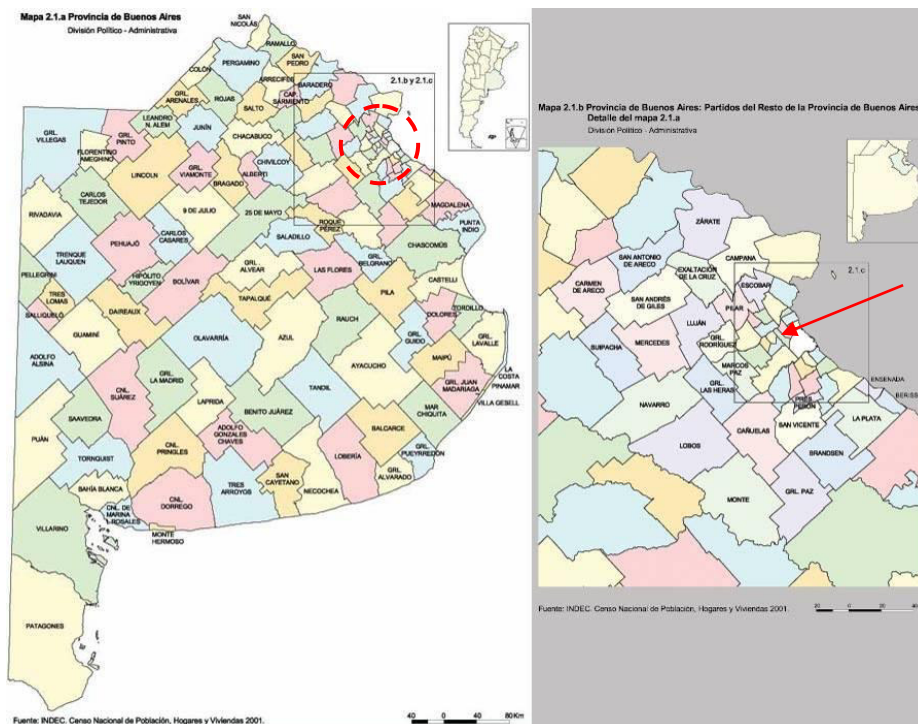 Mapa 2.1.a Provincia de Buenos Aires
División Político - Administrativa
SAN
NICOLÁS
RAMALLO
SAN
PEDRO
PERGAMINO
COLÓN
ARRECIFES
BARADERO
2.1.b y 2.1.c
GRL.
ARENALES
ROJAS
SALTO
CAP.
SARMIENTO
LEANDRO
N. ALEM
JUNÍN
CHACABUCO
GRL.
VILLEGAS
GRL.
PINTO
FLORENTINO
AMEGHINO
LINCOLN
GRL.
VIAMONTE
BRAGADO
ALBERTI
CHIVILCOY
CARLOS
TEJEDOR
RIVADAVIA
9 DE JULIO
25 DE MAYO
ROQUE
PÉREZ
MAGDALENA
PUNTA
INDIO
TRENQUE
LAUQUEN
PEHUAJÓ
CARLOS
CASARES
SALADILLO
GRL.
BELGRANO
CHASCOMÚS
PELLEGRINI
TRES
LOMAS
SALLIQUELÓ
HIPÓLITO
YRIGOYEN
DAIREAUX
BOLÍVAR
GRL.
ALVEAR
LAS FLORES
TAPALQUÉ
PILA
CASTELLI
TORDILLO
DOLORES
GUAMINÍ
OLAVARRÍA
AZUL
RAUCH
GRL.
GUIDO
GRL.
LAVALLE
ADOLFO
ALSINA
AYACUCHO
MAIPÚ
LA
COSTA
PINAMAR
VILLA GESELL
GRL. JUAN
MADARIAGA
CNL.
SUÁREZ
GRL.
LA MADRID
LAPRIDA
TANDIL
BENITO JUÁREZ
MAR
CHIQUITA
SAAVEDRA
PUÁN
TORNQUIST
CNL.
PRINGLES
ADOLFO
GONZALES
CHAVES
BALCARCE
LOBERÍA
GRL.
PUEYRREDÓN
GRL.
ALVARADO
NECOCHEA
SAN
CAYETANO
TRES
ARROYOS
BAHÍA BLANCA
CNL.
DORREGO
CNL. DE
MARINA
L. ROSALES
MONTE
HERMOSO
VILLARINO
PATAGONES
Fuente: INDEC. Censo Nacional de Población, Hogares y Viviendas 2001.
40 0 40 80 Km
Mapa 2.1.b Provincia de Buenos Aires: Partidos del Resto de la Provincia de Buenos Aires
Detalle del mapa 2.1.a
División Político - Administrativa
ZÁRATE
CAMPANA
SAN ANTONIO
DE ARECO
EXALTACIÓN
DE LA CRUZ
ESCOBAR
2.1.c
CARMEN
DE ARECO
SAN ANDRÉS
DE GILES
PILAR
LUJÁN
SUIPACHA
MERCEDES
GRL.
RODRÍGUEZ
MARCOS
PAZ
GRL.
LAS HERAS
NAVARRO
ENSENADA
PRES.
PERÓN
LA PLATA
CAÑUELAS
SAN VICENTE
LOBOS
BRANDSEN
MONTE
GRL. PAZ
Fuente: INDEC. Censo Nacional de Población, Hogares y Viviendas 2001.
20 0 20